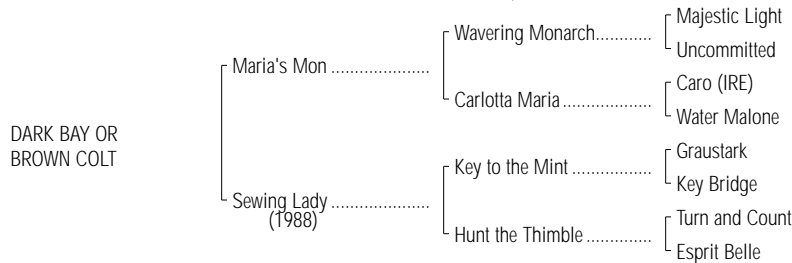 Majestic Light
Wavering Monarch............
Uncommitted
Maria's Mon .....................
Caro (IRE)
Carlotta Maria ...................
Water Malone
DARK BAY OR
BROWN COLT
Graustark
Key to the Mint .................
Key Bridge
Sewing Lady .....................
(1988)
Turn and Count
Hunt the Thimble ..............
Esprit Belle